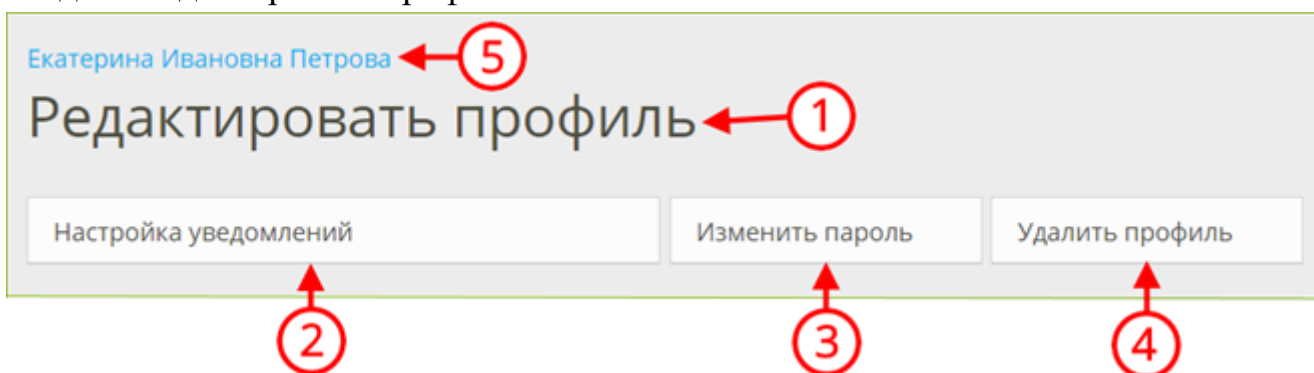 Екатерина Ивановна Петрова 5
Редактировать профиль 1
Настройка уведомлений Изменить пароль Удалить профиль
2 3 4